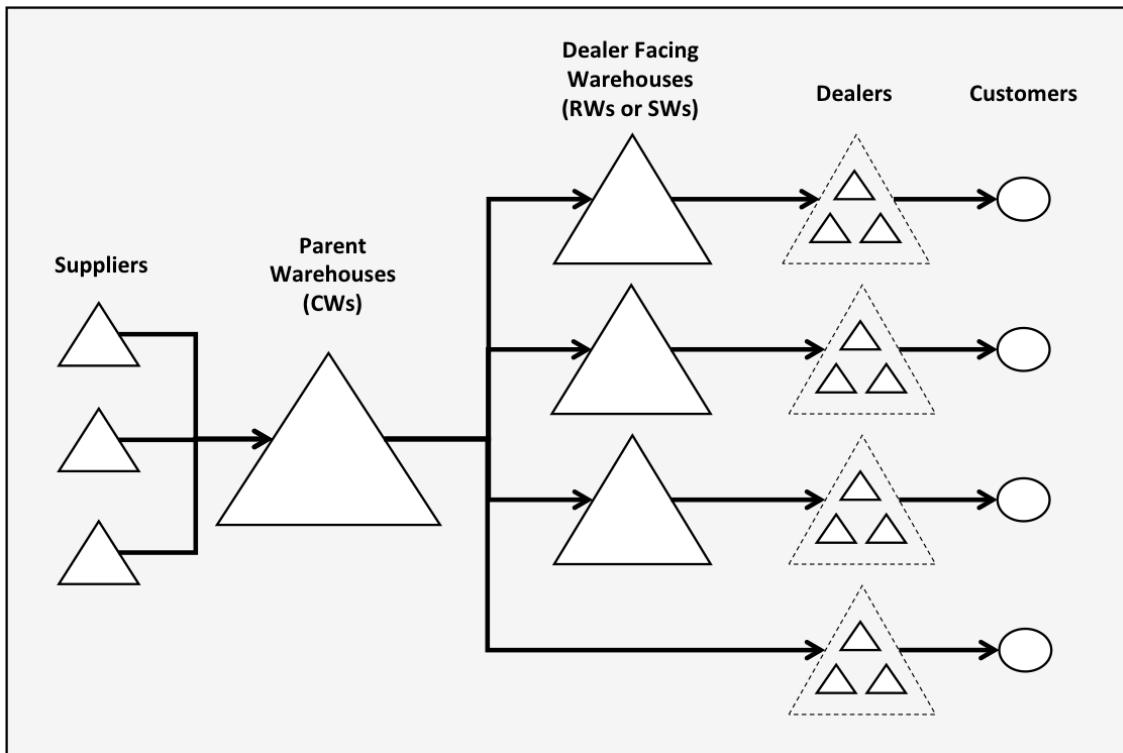 Suppliers
Parent
Warehouses
(CWs)
Dealer Facing
Warehouses
(RWs or SWs)
Dealers
Customers